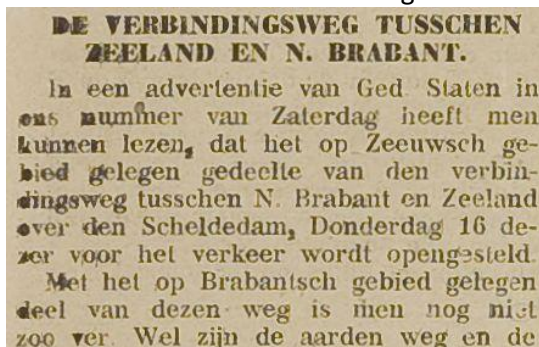 DE VERBINDINGSWEG TUSSCHEN
ZEELAND EN N. BRABANT.
In een advertentie van Ged. Staten in
ons nummer van Zaterdag heeft men
kunnen lezen, dat het op Zeeuwsch ge-
bied gelegen gedeelte van den verbin-
dingsweg tusschen N. Brabant en Zeeland
over den Scheldedam, Donderdag 16 de-
zer voor het verkeer wordt opengesteld.
Met het op Brabantsch gebied gelegen
deel van dezen weg is men nog niet
zoo ver. Wel zijn de aarden weg en de